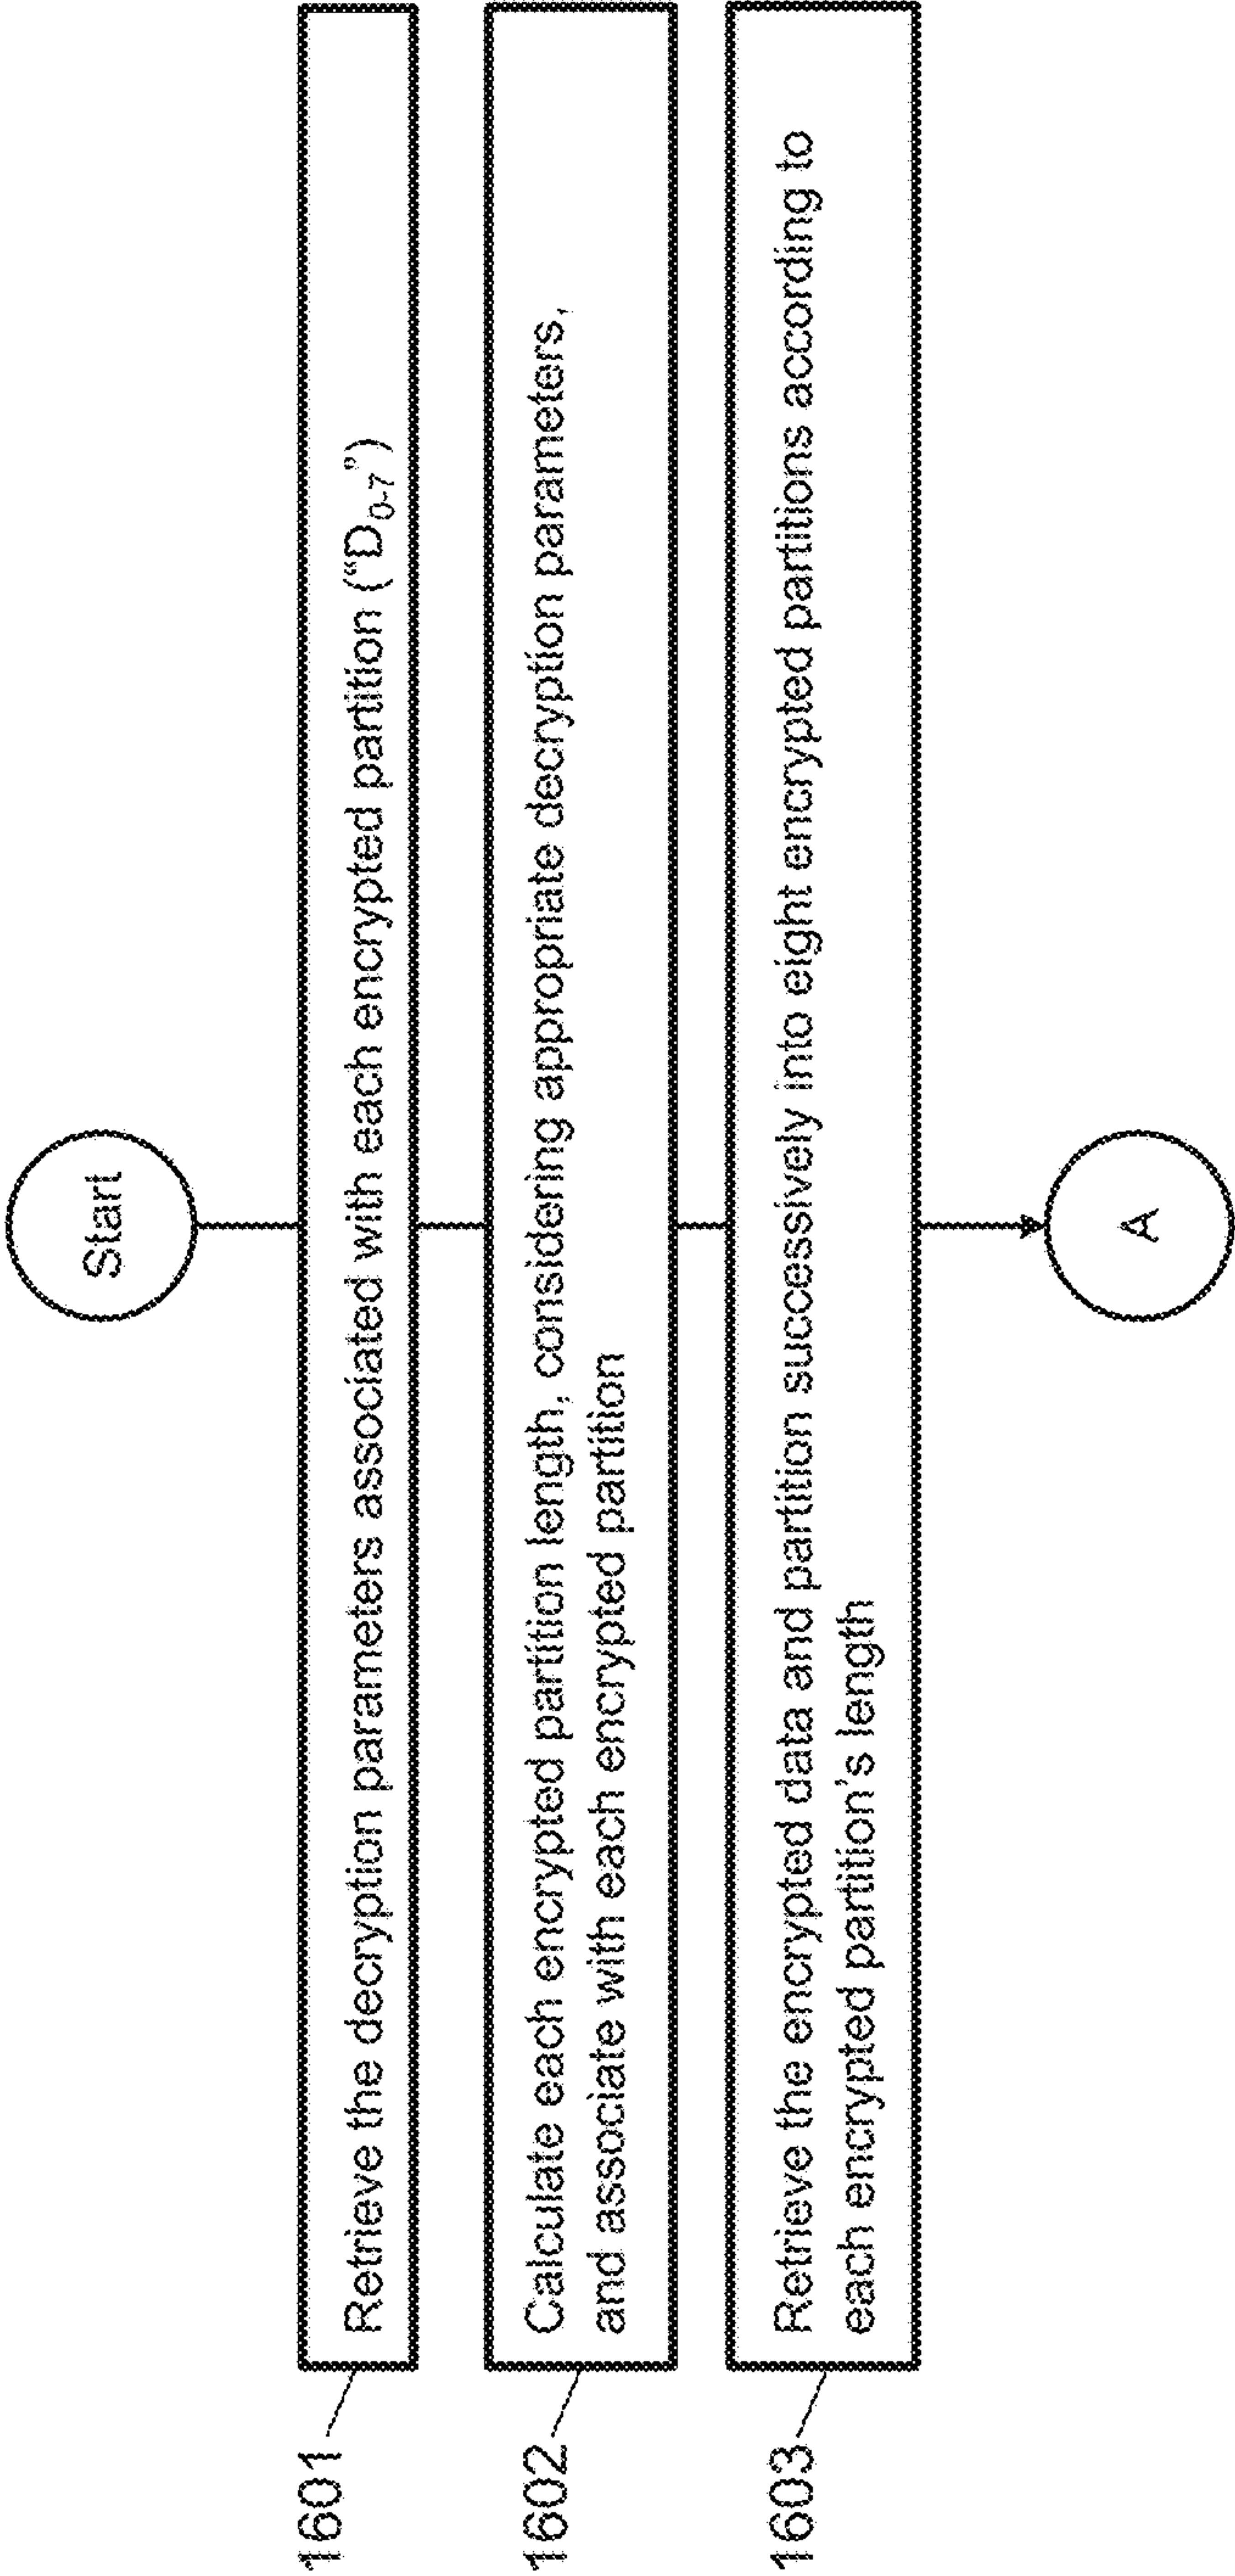 Start
1601
Retrieve the decryption parameters associated with each encrypted partition (“D0-7”)
1602
Calculate each encrypted partition length, considering appropriate decryption parameters,
and associate with each encrypted partition
1603
Retrieve the encrypted data and partition successively into eight encrypted partitions according to
each encrypted partition's length
A